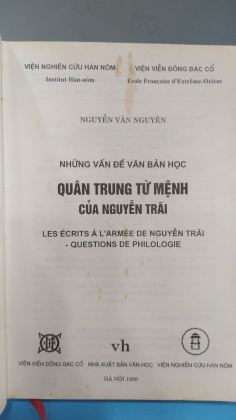 VIỆN NGHIÊN CỨU HÁN NÔM VIỆN VIỄN ĐÔNG BÁC CỔ
Institut Hán-nôm Ecole Française d'Extrême-Orient
NGUYỄN VĂN NGUYÊN
NHỮNG VẤN ĐỀ VĂN BẢN HỌC
QUÂN TRUNG TỪ MỆNH
CỦA NGUYỄN TRÃI
LES ÉCRITS À L'ARMÉE DE NGUYỄN TRÃI
- QUESTIONS DE PHILOLOGIE
vh
VIỆN VIỄN ĐÔNG BÁC CỔ NHÀ XUẤT BẢN VĂN HỌC VIỆN NGHIÊN CỨU HÁN NÔM
HÀ NỘI 1999